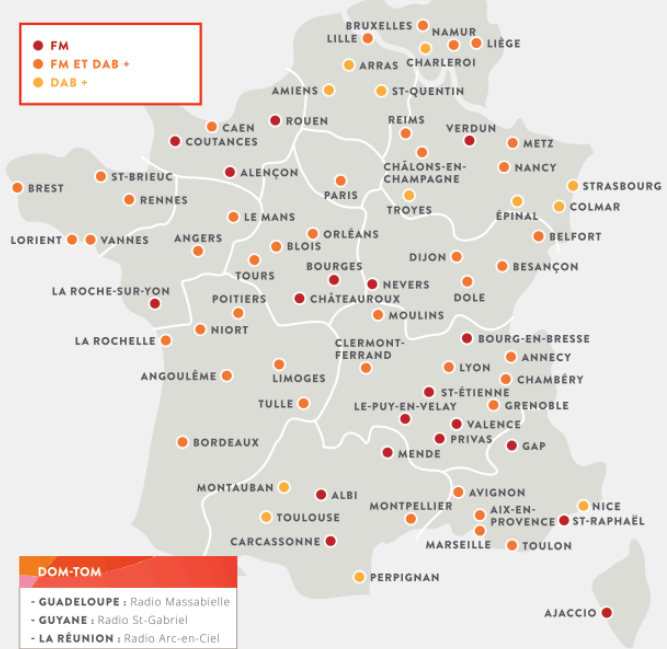 FM
FM ET DAB +
DAB +
BRUXELLES
NAMUR
LILLE
LIÈGE
ARRAS
CHARLEROI
AMIENS
ST-QUENTIN
CAEN
ROUEN
REIMS
VERDUN
COUTANCES
METZ
ST-BRIEUC
ALENÇON
CHÂLONS-EN-
CHAMPAGNE
NANCY
BREST
RENNES
PARIS
STRASBOURG
LE MANS
TROYES
ÉPINAL
COLMAR
LORIENT
VANNES
ANGERS
ORLÉANS
BLOIS
BELFORT
TOURS
BOURGES
DIJON
BESANÇON
LA ROCHE-SUR-YON
POITIERS
CHÂTEAUROUX
NEVERS
DOLE
MOULINS
NIORT
LA ROCHELLE
CLERMONT-
FERRAND
BOURG-EN-BRESSE
ANNECY
ANGOULÊME
LIMOGES
LYON
CHAMBÉRY
TULLE
ST-ÉTIENNE
LE-PUY-EN-VELAY
GRENOBLE
VALENCE
BORDEAUX
PRIVAS
GAP
MENDE
MONTAUBAN
ALBI
AVIGNON
MONTPELLIER
AIX-EN-
PROVENCE
NICE
TOULOUSE
ST-RAPHAËL
CARCASSONNE
MARSEILLE
TOULON
PERPIGNAN
AJACCIO
DOM-TOM
- GUADELOUPE : Radio Massabielle
- GUYANE : Radio St-Gabriel
- LA RÉUNION : Radio Arc-en-Ciel